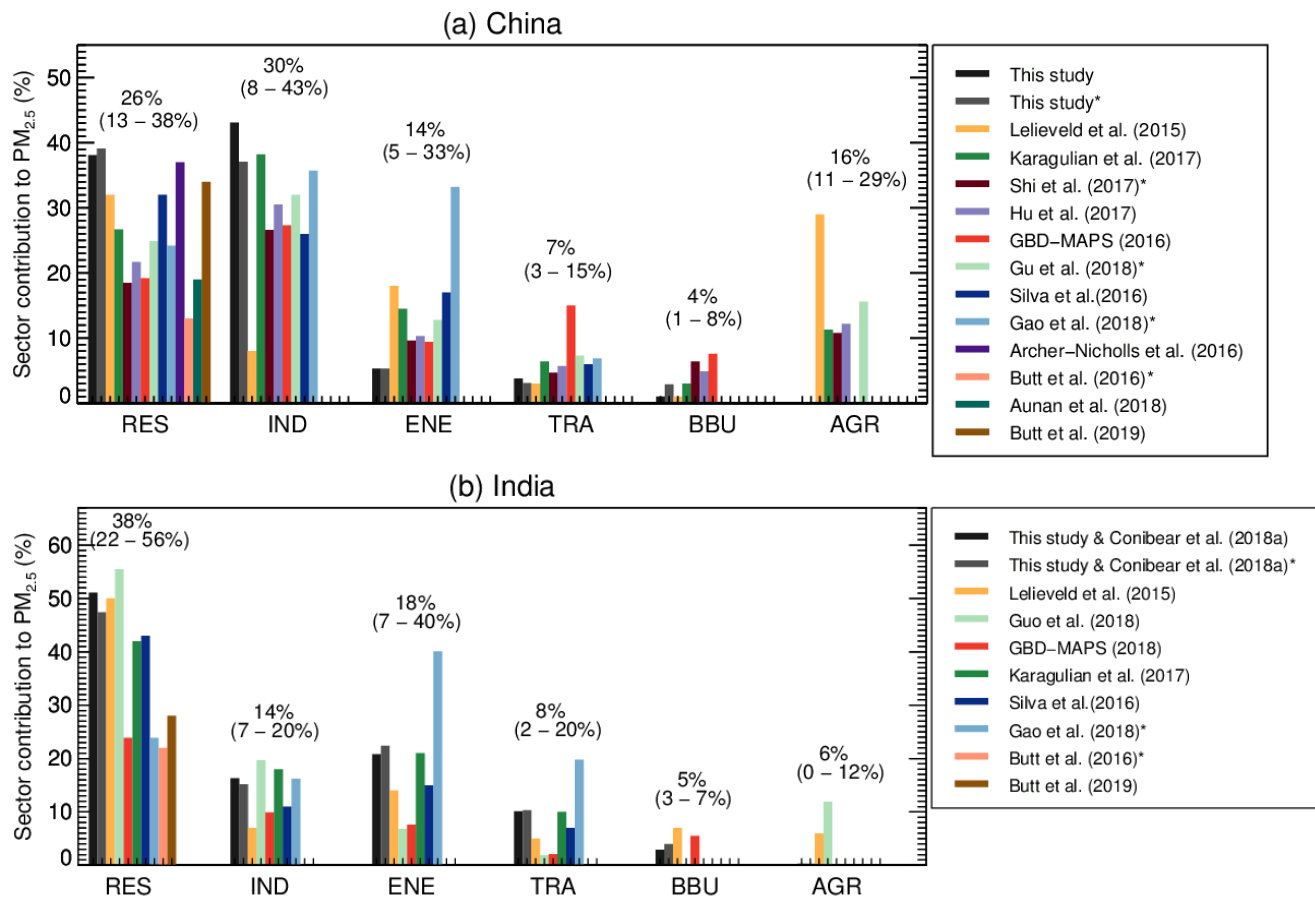 (a) China
Sector contribution to PM2.5 (%)
50
40
30
20
10
0
26%
(13 – 38%)
30%
(8 – 43%)
14%
(5 – 33%)
7%
(3 – 15%)
4%
(1 – 8%)
16%
(11 – 29%)
RES IND ENE TRA BBU AGR
This study
This study*
Lelieveld et al. (2015)
Karagulian et al. (2017)
Shi et al. (2017)*
Hu et al. (2017)
GBD−MAPS (2016)
Gu et al. (2018)*
Silva et al.(2016)
Gao et al. (2018)*
Archer−Nicholls et al. (2016)
Butt et al. (2016)*
Aunan et al. (2018)
Butt et al. (2019)
(b) India
Sector contribution to PM2.5 (%)
60
50
40
30
20
10
0
38%
(22 – 56%)
14%
(7 – 20%)
18%
(7 – 40%)
8%
(2 – 20%)
5%
(3 – 7%)
6%
(0 – 12%)
RES IND ENE TRA BBU AGR
This study & Conibear et al. (2018a)
This study & Conibear et al. (2018a)*
Lelieveld et al. (2015)
Guo et al. (2018)
GBD−MAPS (2018)
Karagulian et al. (2017)
Silva et al.(2016)
Gao et al. (2018)*
Butt et al. (2016)*
Butt et al. (2019)